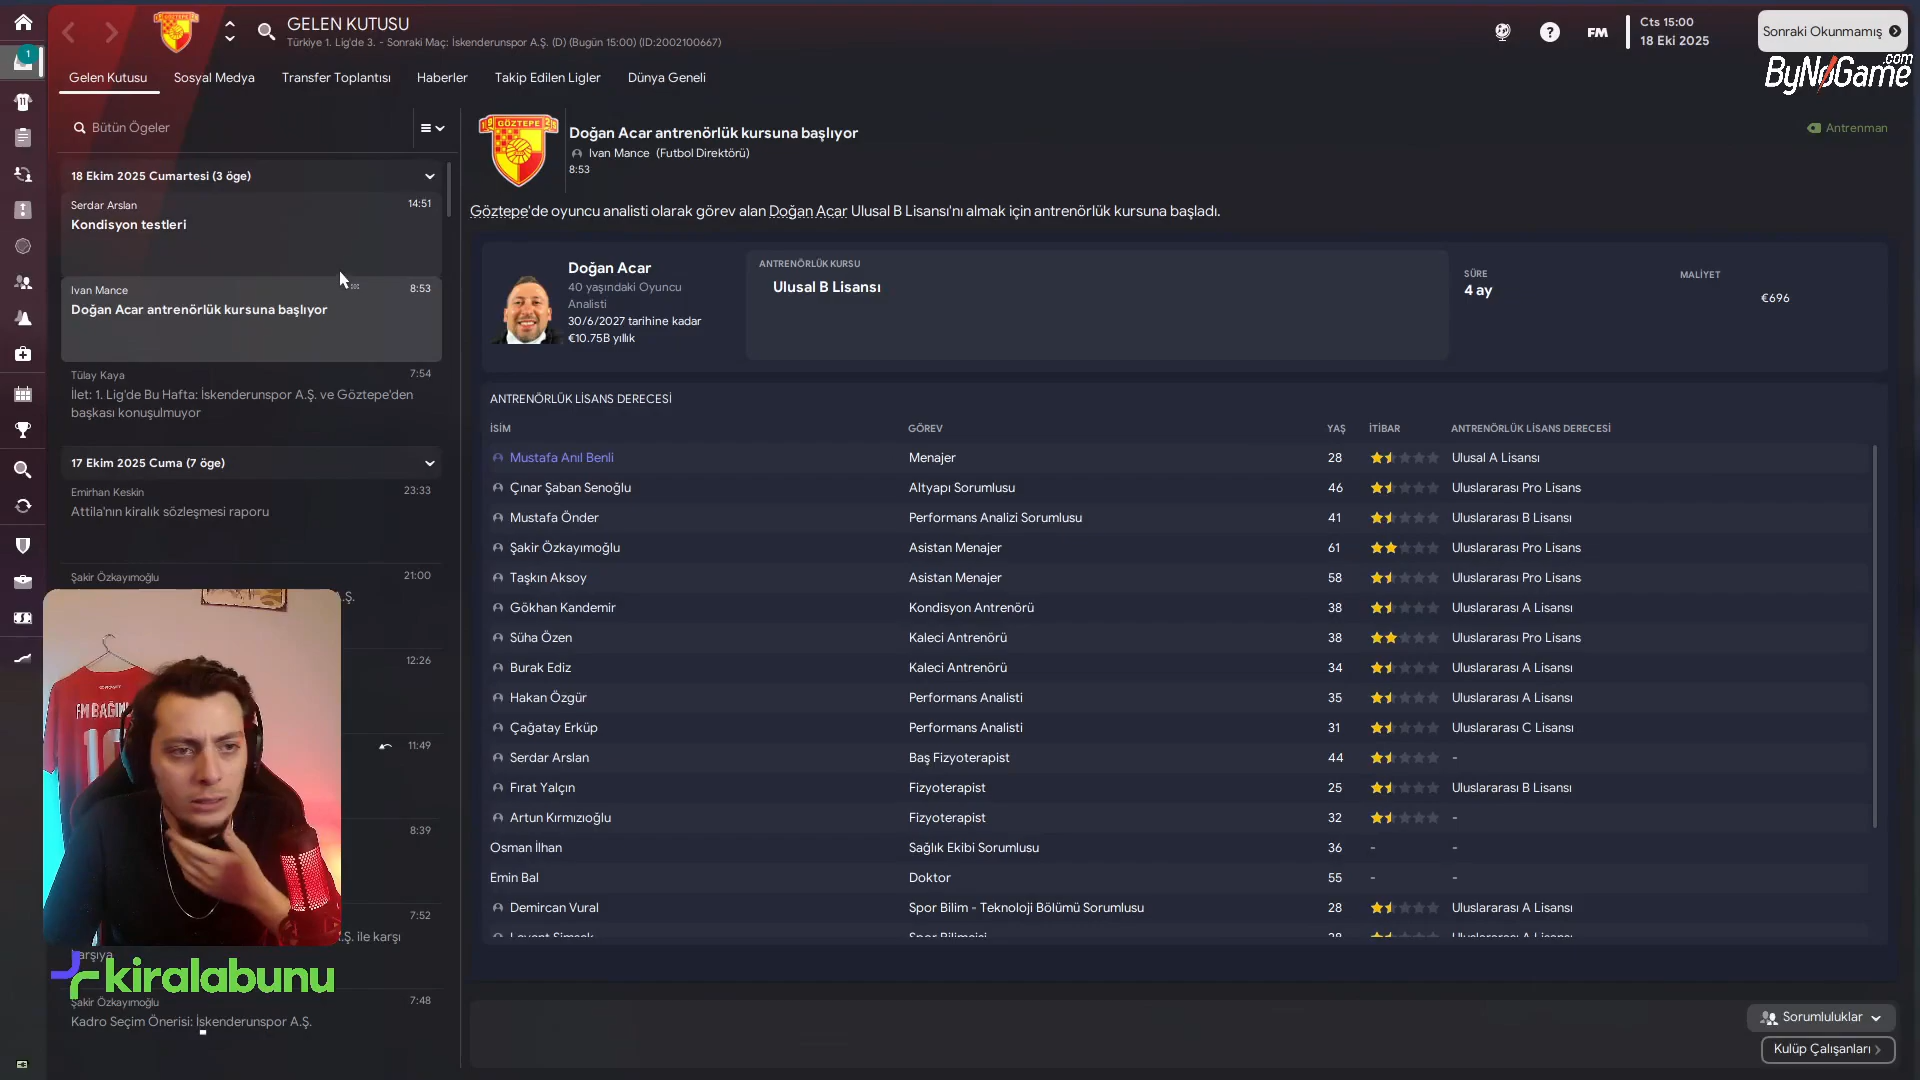 GELEN KUTUSU
Türkiye 1. Lig'de 3. - Sonraki Maç: İskenderunspor A.Ş. (D) (Bugün 15:00) (ID:2002100667)
FM
Cts 15:00
18 Eki 2025
Sonraki Okunmamış
ByNoGame.com
1
Gelen Kutusu
Sosyal Medya
Transfer Toplantısı
Haberler
Takip Edilen Ligler
Dünya Geneli
Bütün Ögeler
18 Ekim 2025 Cumartesi (3 öge)
Serdar Arslan 14:51
Kondisyon testleri
Ivan Mance 8:53
Doğan Acar antrenörlük kursuna başlıyor
Tülay Kaya 7:54
İlet: 1. Lig'de Bu Hafta: İskenderunspor A.Ş. ve Göztepe'den
başkası konuşulmuyor
17 Ekim 2025 Cuma (7 öge)
Emirhan Keskin 23:33
Attila'nın kiralık sözleşmesi raporu
Şakir Özkayımoğlu 21:00
.Ş.
12:26
11:49
8:39
7:52
.Ş. ile karşı
karşıya
Şakir Özkayımoğlu 7:48
Kadro Seçim Önerisi: İskenderunspor A.Ş.
kiralabunu
GÖZTEPE
Doğan Acar antrenörlük kursuna başlıyor
Ivan Mance (Futbol Direktörü)
8:53
Antrenman
Göztepe'de oyuncu analisti olarak görev alan Doğan Acar Ulusal B Lisansı'nı almak için antrenörlük kursuna başladı.
Doğan Acar
40 yaşındaki Oyuncu
Analisti
30/6/2027 tarihine kadar
€10.75B yıllık
ANTRENÖRLÜK KURSU
Ulusal B Lisansı
SÜRE
4 ay
MALİYET
€696
ANTRENÖRLÜK LİSANS DERECESİ
İSİM GÖREV YAŞ İTİBAR ANTRENÖRLÜK LİSANS DERECESİ
Mustafa Anıl Benli Menajer 28 Ulusal A Lisansı
Çınar Şaban Senoğlu Altyapı Sorumlusu 46 Uluslararası Pro Lisans
Mustafa Önder Performans Analizi Sorumlusu 41 Uluslararası B Lisansı
Şakir Özkayımoğlu Asistan Menajer 61 Uluslararası Pro Lisans
Taşkın Aksoy Asistan Menajer 58 Uluslararası Pro Lisans
Gökhan Kandemir Kondisyon Antrenörü 38 Uluslararası A Lisansı
Süha Özen Kaleci Antrenörü 38 Uluslararası Pro Lisans
Burak Ediz Kaleci Antrenörü 34 Uluslararası A Lisansı
Hakan Özgür Performans Analisti 35 Uluslararası A Lisansı
Çağatay Erküp Performans Analisti 31 Uluslararası C Lisansı
Serdar Arslan Baş Fizyoterapist 44 -
Fırat Yalçın Fizyoterapist 25 Uluslararası B Lisansı
Artun Kırmızıoğlu Fizyoterapist 32 -
Osman İlhan Sağlık Ekibi Sorumlusu 36 - -
Emin Bal Doktor 55 - -
Demircan Vural Spor Bilim - Teknoloji Bölümü Sorumlusu 28 Uluslararası A Lisansı
Sorumluluklar
Kulüp Çalışanları